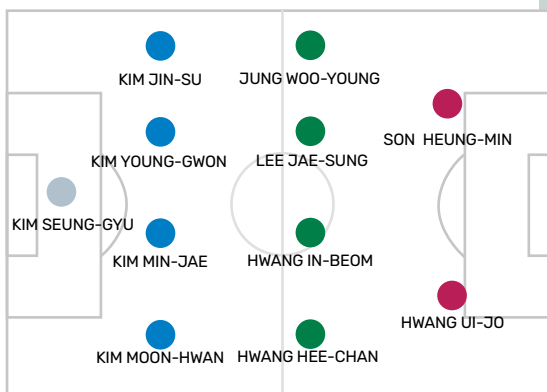 KIM JIN-SU
JUNG WOO-YOUNG
SON HEUNG-MIN
KIM YOUNG-GWON
LEE JAE-SUNG
KIM SEUNG-GYU
KIM MIN-JAE
HWANG IN-BEOM
HWANG UI-JO
KIM MOON-HWAN
HWANG HEE-CHAN